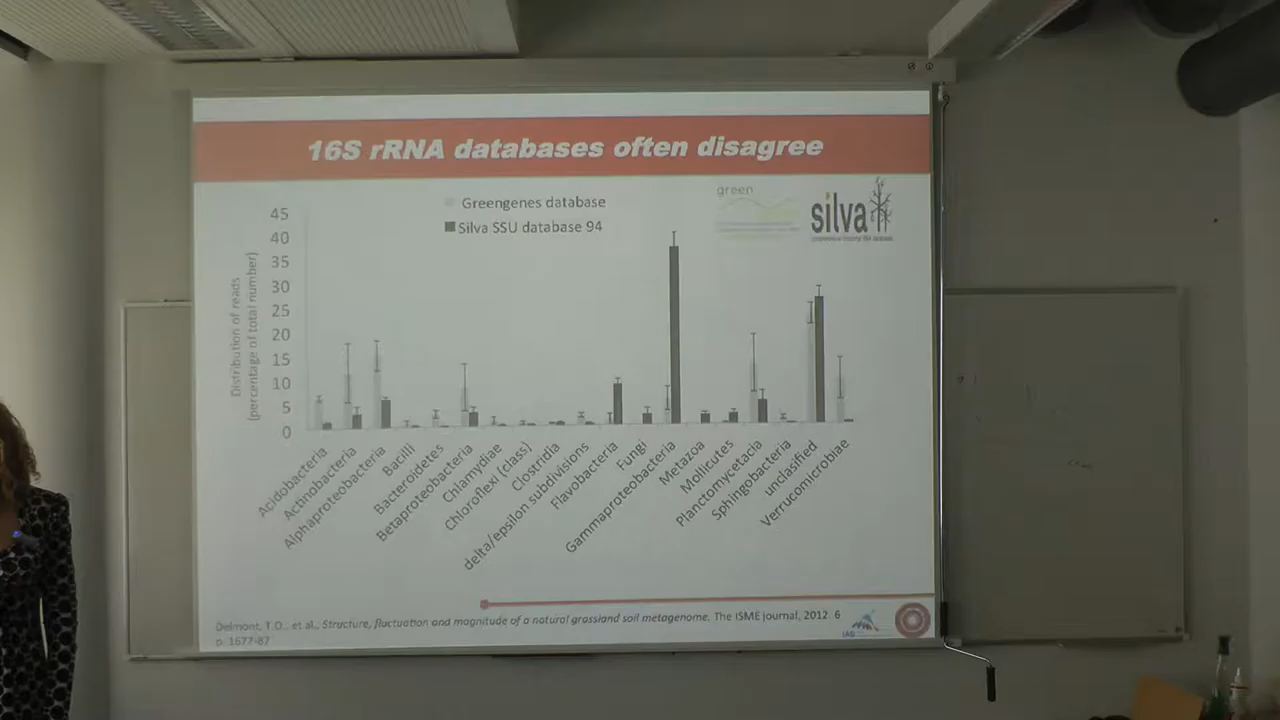 16S rRNA databases often disagree
Greengenes database
Silva SSU database 94
green
silva
Distribution of reads
(percentage of total number)
45
40
35
30
25
20
15
10
5
0
Acidobacteria
Actinobacteria
Alphaproteobacteria
Bacilli
Bacteroidetes
Betaproteobacteria
Chlamydiae
Chloroflexi (class)
Clostridia
delta/epsilon subdivisions
Flavobacteria
Fungi
Gammaproteobacteria
Metazoa
Mollicutes
Planctomycetacia
Sphingobacteria
unclassified
Verrucomicrobiae
Delmont, T.O., et al., Structure, fluctuation and magnitude of a natural grassland soil metagenome. The ISME journal, 2012. 6
p. 1677-87
IAS